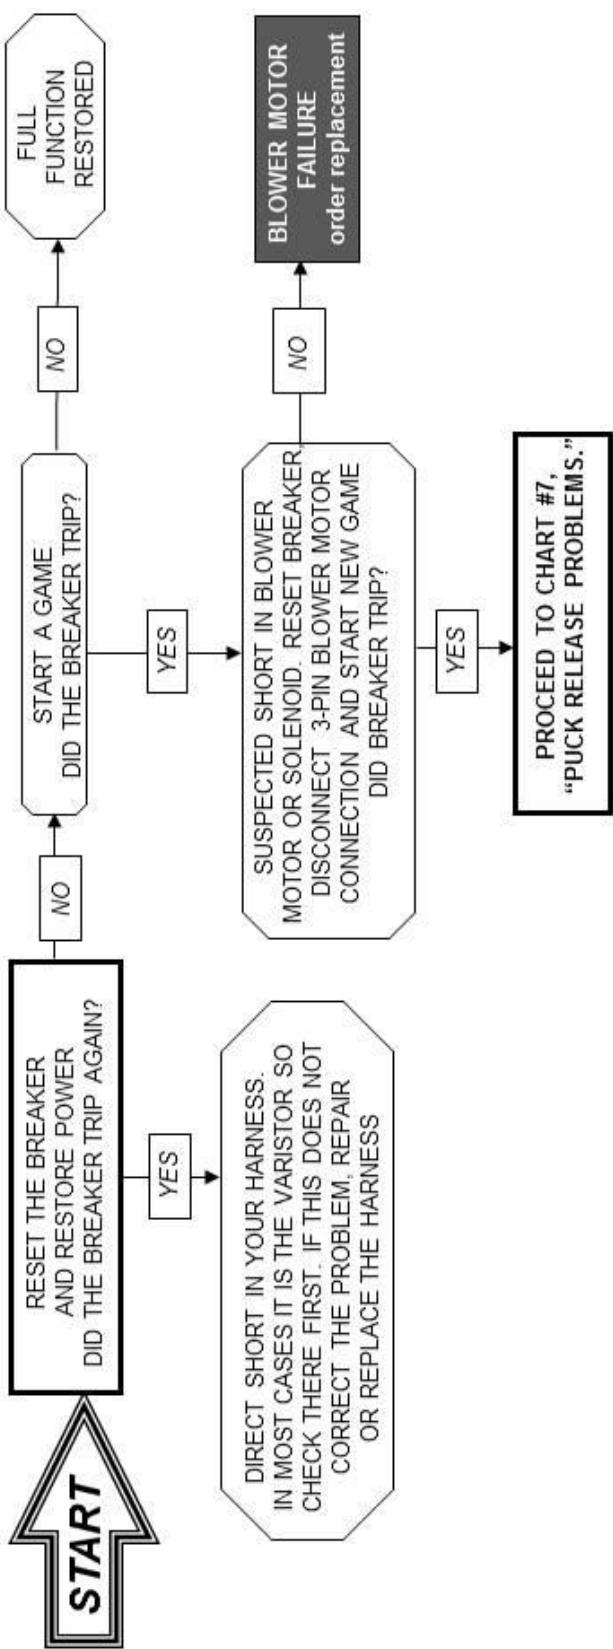 START
RESET THE BREAKER
AND RESTORE POWER
DID THE BREAKER TRIP AGAIN?
NO
START A GAME
DID THE BREAKER TRIP?
NO
FULL
FUNCTION
RESTORED
YES
DIRECT SHORT IN YOUR HARNESS.
IN MOST CASES IT IS THE VARISTOR SO
CHECK THERE FIRST. IF THIS DOES NOT
CORRECT THE PROBLEM, REPAIR
OR REPLACE THE HARNESS
YES
SUSPECTED SHORT IN BLOWER
MOTOR OR SOLENOID. RESET BREAKER,
DISCONNECT 3-PIN BLOWER MOTOR
CONNECTION AND START NEW GAME
DID BREAKER TRIP?
NO
BLOWER MOTOR
FAILURE
order replacement
YES
PROCEED TO CHART #7,
“PUCK RELEASE PROBLEMS.”